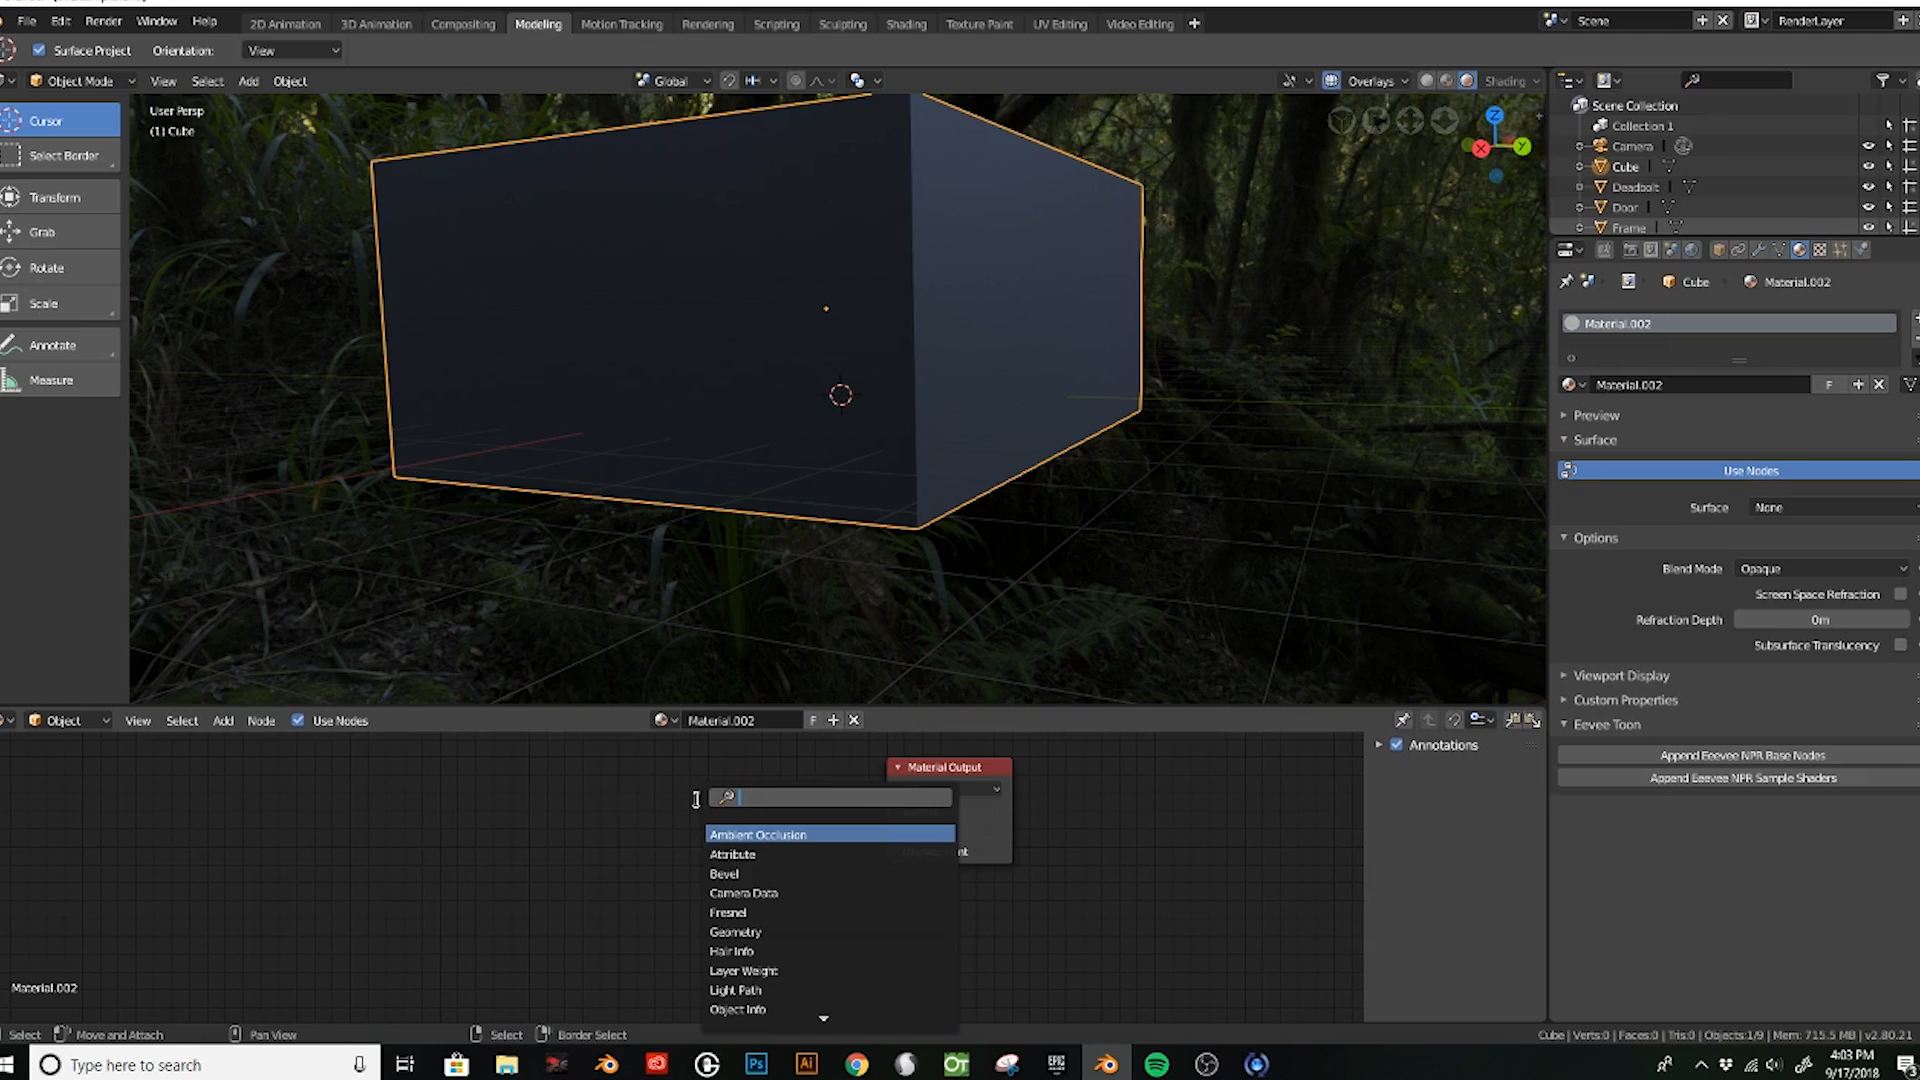 File Edit Render Window Help 2D Animation 3D Animation Compositing Modeling Motion Tracking Rendering Scripting Sculpting Shading Texture Paint UV Editing Video Editing + Scene RenderLayer
Surface Project Orientation: View
Object Mode View Select Add Object Global Overlays Shading
Cursor
Select Border
Transform
Grab
Rotate
Scale
Annotate
Measure
User Persp
(1) Cube
Z
X
Y
Scene Collection
Collection 1
Camera
Cube
Deadbolt
Door
Frame
Cube Material.002
Material.002
Material.002 F
Preview
Surface
Use Nodes
Surface None
Options
Blend Mode Opaque
Screen Space Refraction
Refraction Depth 0m
Subsurface Translucency
Viewport Display
Custom Properties
Eevee Toon
Append Eeevee NPR Base Nodes
Append Eeevee NPR Sample Shaders
Object View Select Add Node Use Nodes Material.002 F
Annotations
Material Output
Ambient Occlusion
Attribute
Bevel
Camera Data
Fresnel
Geometry
Hair Info
Layer Weight
Light Path
Object Info
Material.002
Select Move and Attach Pan View Select Border Select Cube | Verts:0 | Faces:0 | Tris:0 | Objects:1/9 | Mem: 715.5 MB | v2.80.21
Type here to search
Ps
Ai
OT
EPIC
4:03 PM
9/17/2018